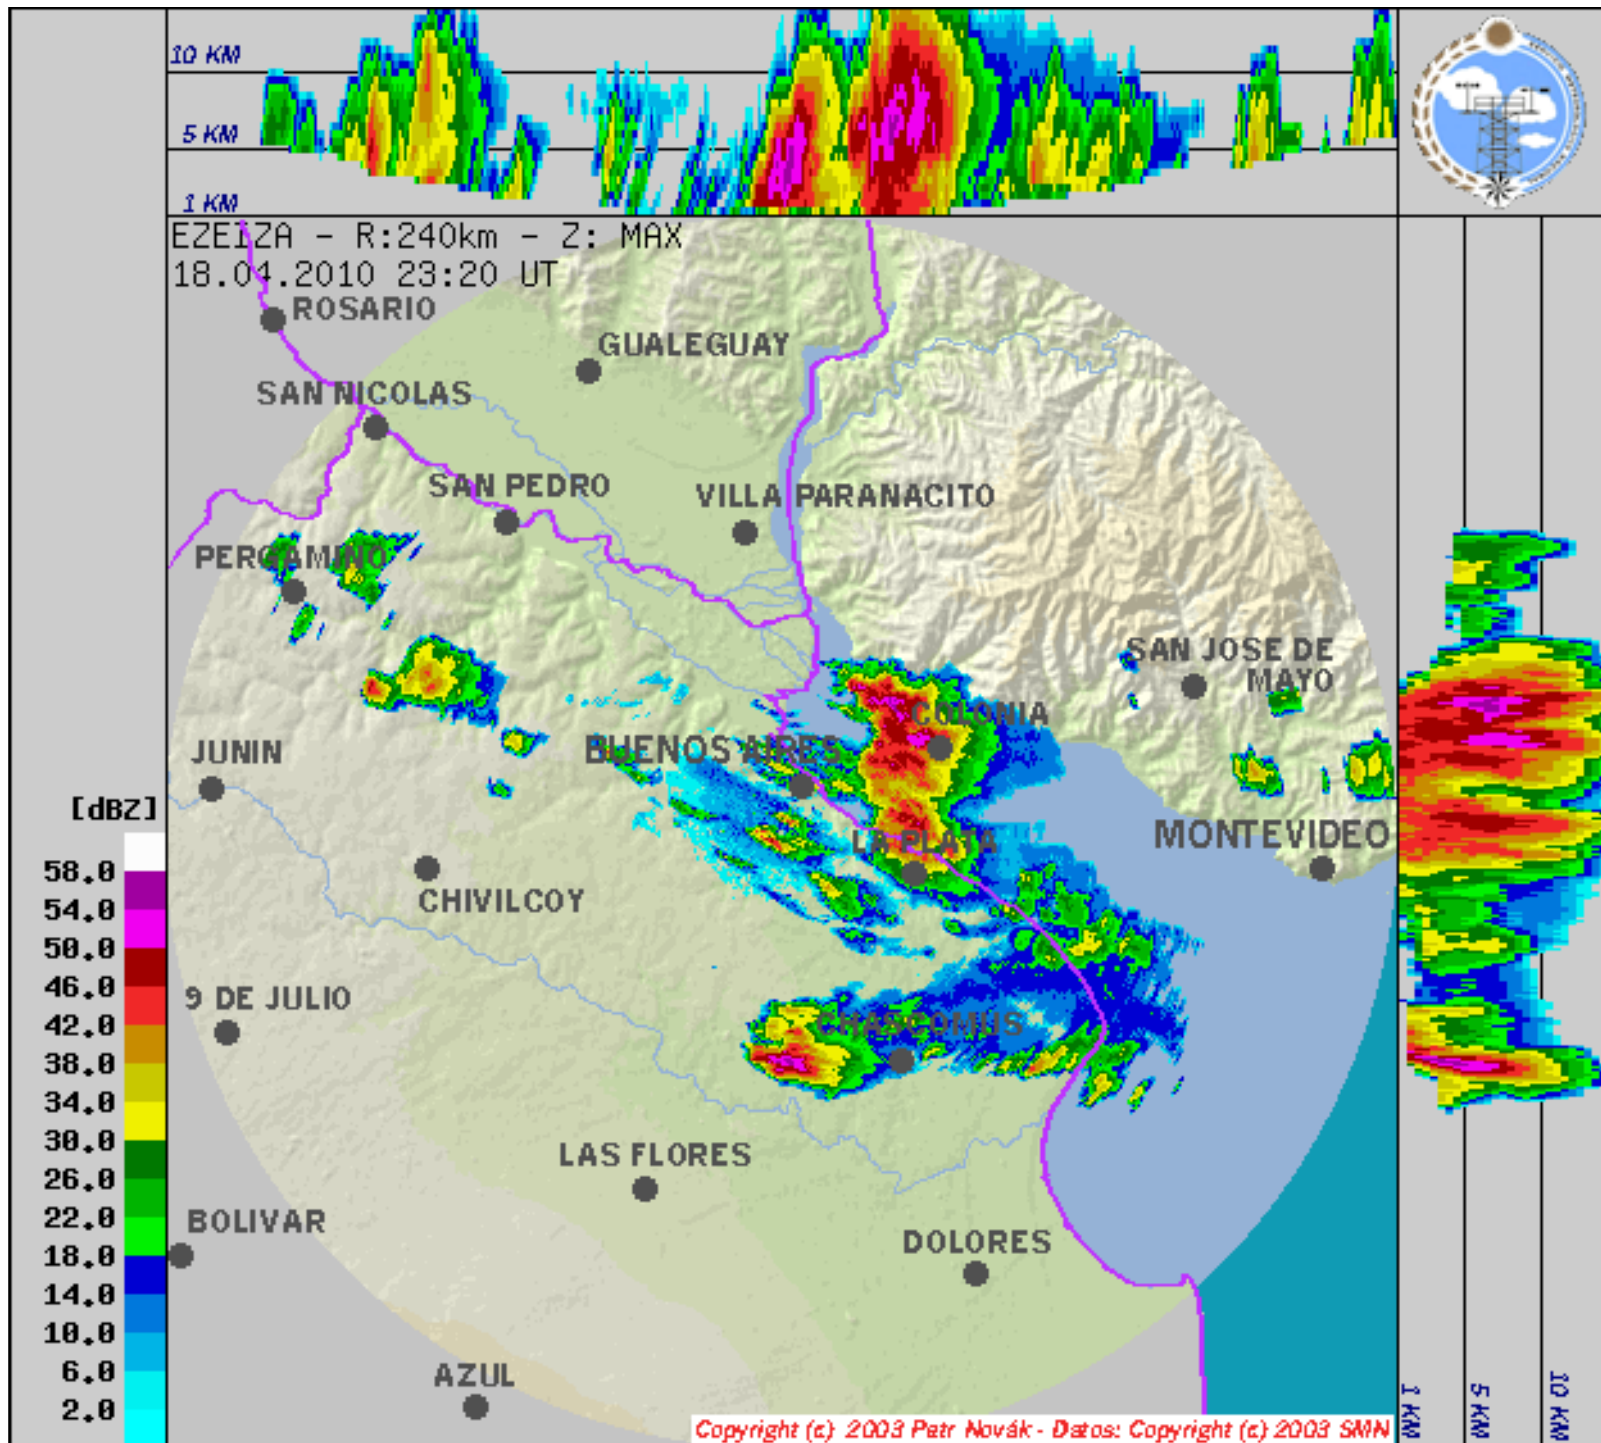 10 KM
5 KM
1 KM
EZEIZA - R:240km - Z: MAX
18.04.2010 23:20 UT
ROSARIO
GUALEGUAY
SAN NICOLAS
SAN PEDRO
VILLA PARANACITO
PERGAMINO
SAN JOSE DE
MAYO
COLONIA
BUENOS AIRES
JUNIN
[dBZ]
MONTEVIDEO
LA PLATA
58.0
CHIVILCOY
54.0
50.0
46.0
9 DE JULIO
42.0
CHASCOMUS
38.0
34.0
30.0
LAS FLORES
26.0
22.0
BOLIVAR
DOLORES
18.0
14.0
10.0
6.0
AZUL
2.0
1 KM
5 KM
10 KM
Copyright (c) 2003 Petr Novák - Datos: Copyright (c) 2003 SMN